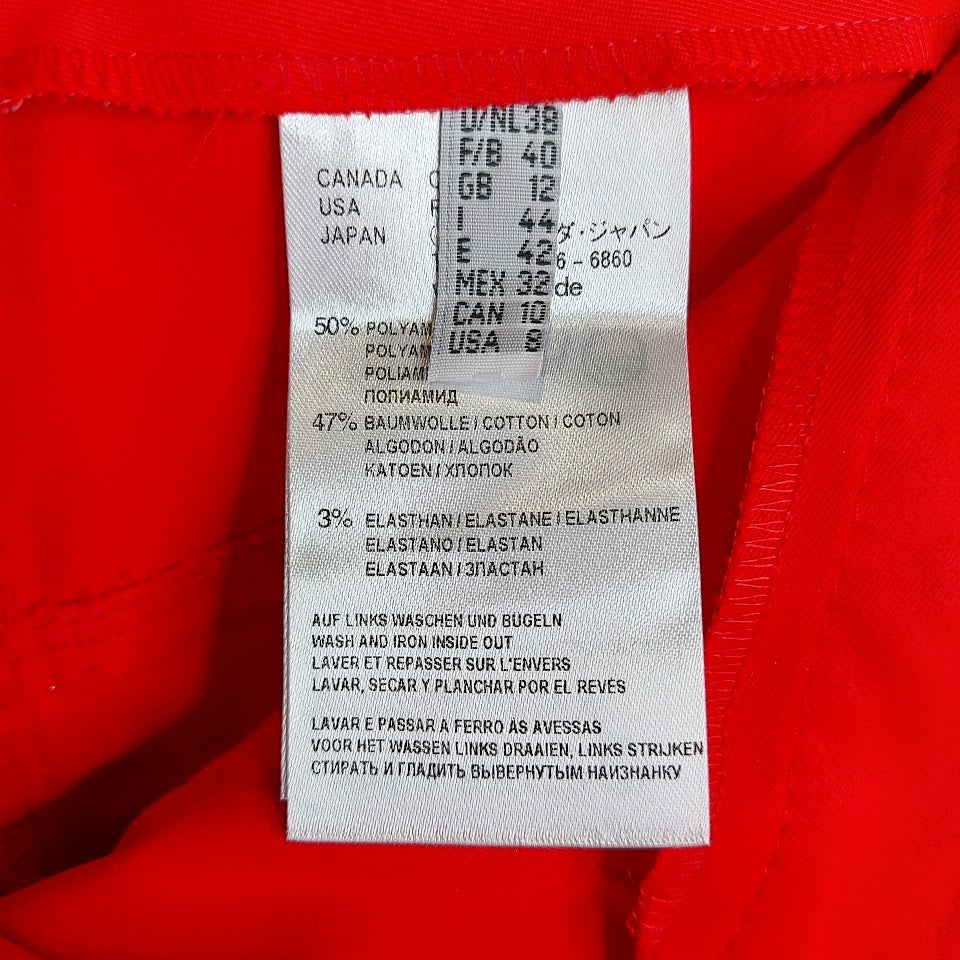 D/NL 38
F/B 40
GB 12
I 44
E 42
MEX 32
CAN 10
USA 8
CANADA
USA
JAPAN ダ・ジャパン
6-6860
de
50% POLYAM
POLYAM
POLIAMI
ПОПИАМИД
47% BAUMWOLLE / COTTON / COTON
ALGODON / ALGODÃO
KATOEN / ХЛОПОК
3% ELASTHAN / ELASTANE / ELASTHANNE
ELASTANO / ELASTAN
ELASTAAN / ЗПАСТАН
AUF LINKS WASCHEN UND BÜGELN
WASH AND IRON INSIDE OUT
LAVER ET REPASSER SUR L'ENVERS
LAVAR, SECAR Y PLANCHAR POR EL REVÉS
LAVAR E PASSAR A FERRO ÀS AVESSAS
VOOR HET WASSEN LINKS DRAAIEN, LINKS STRIJKEN
СТИРАТЬ И ГЛАДИТЬ ВЫВЕРНУТЫМ НАИЗНАНКУ